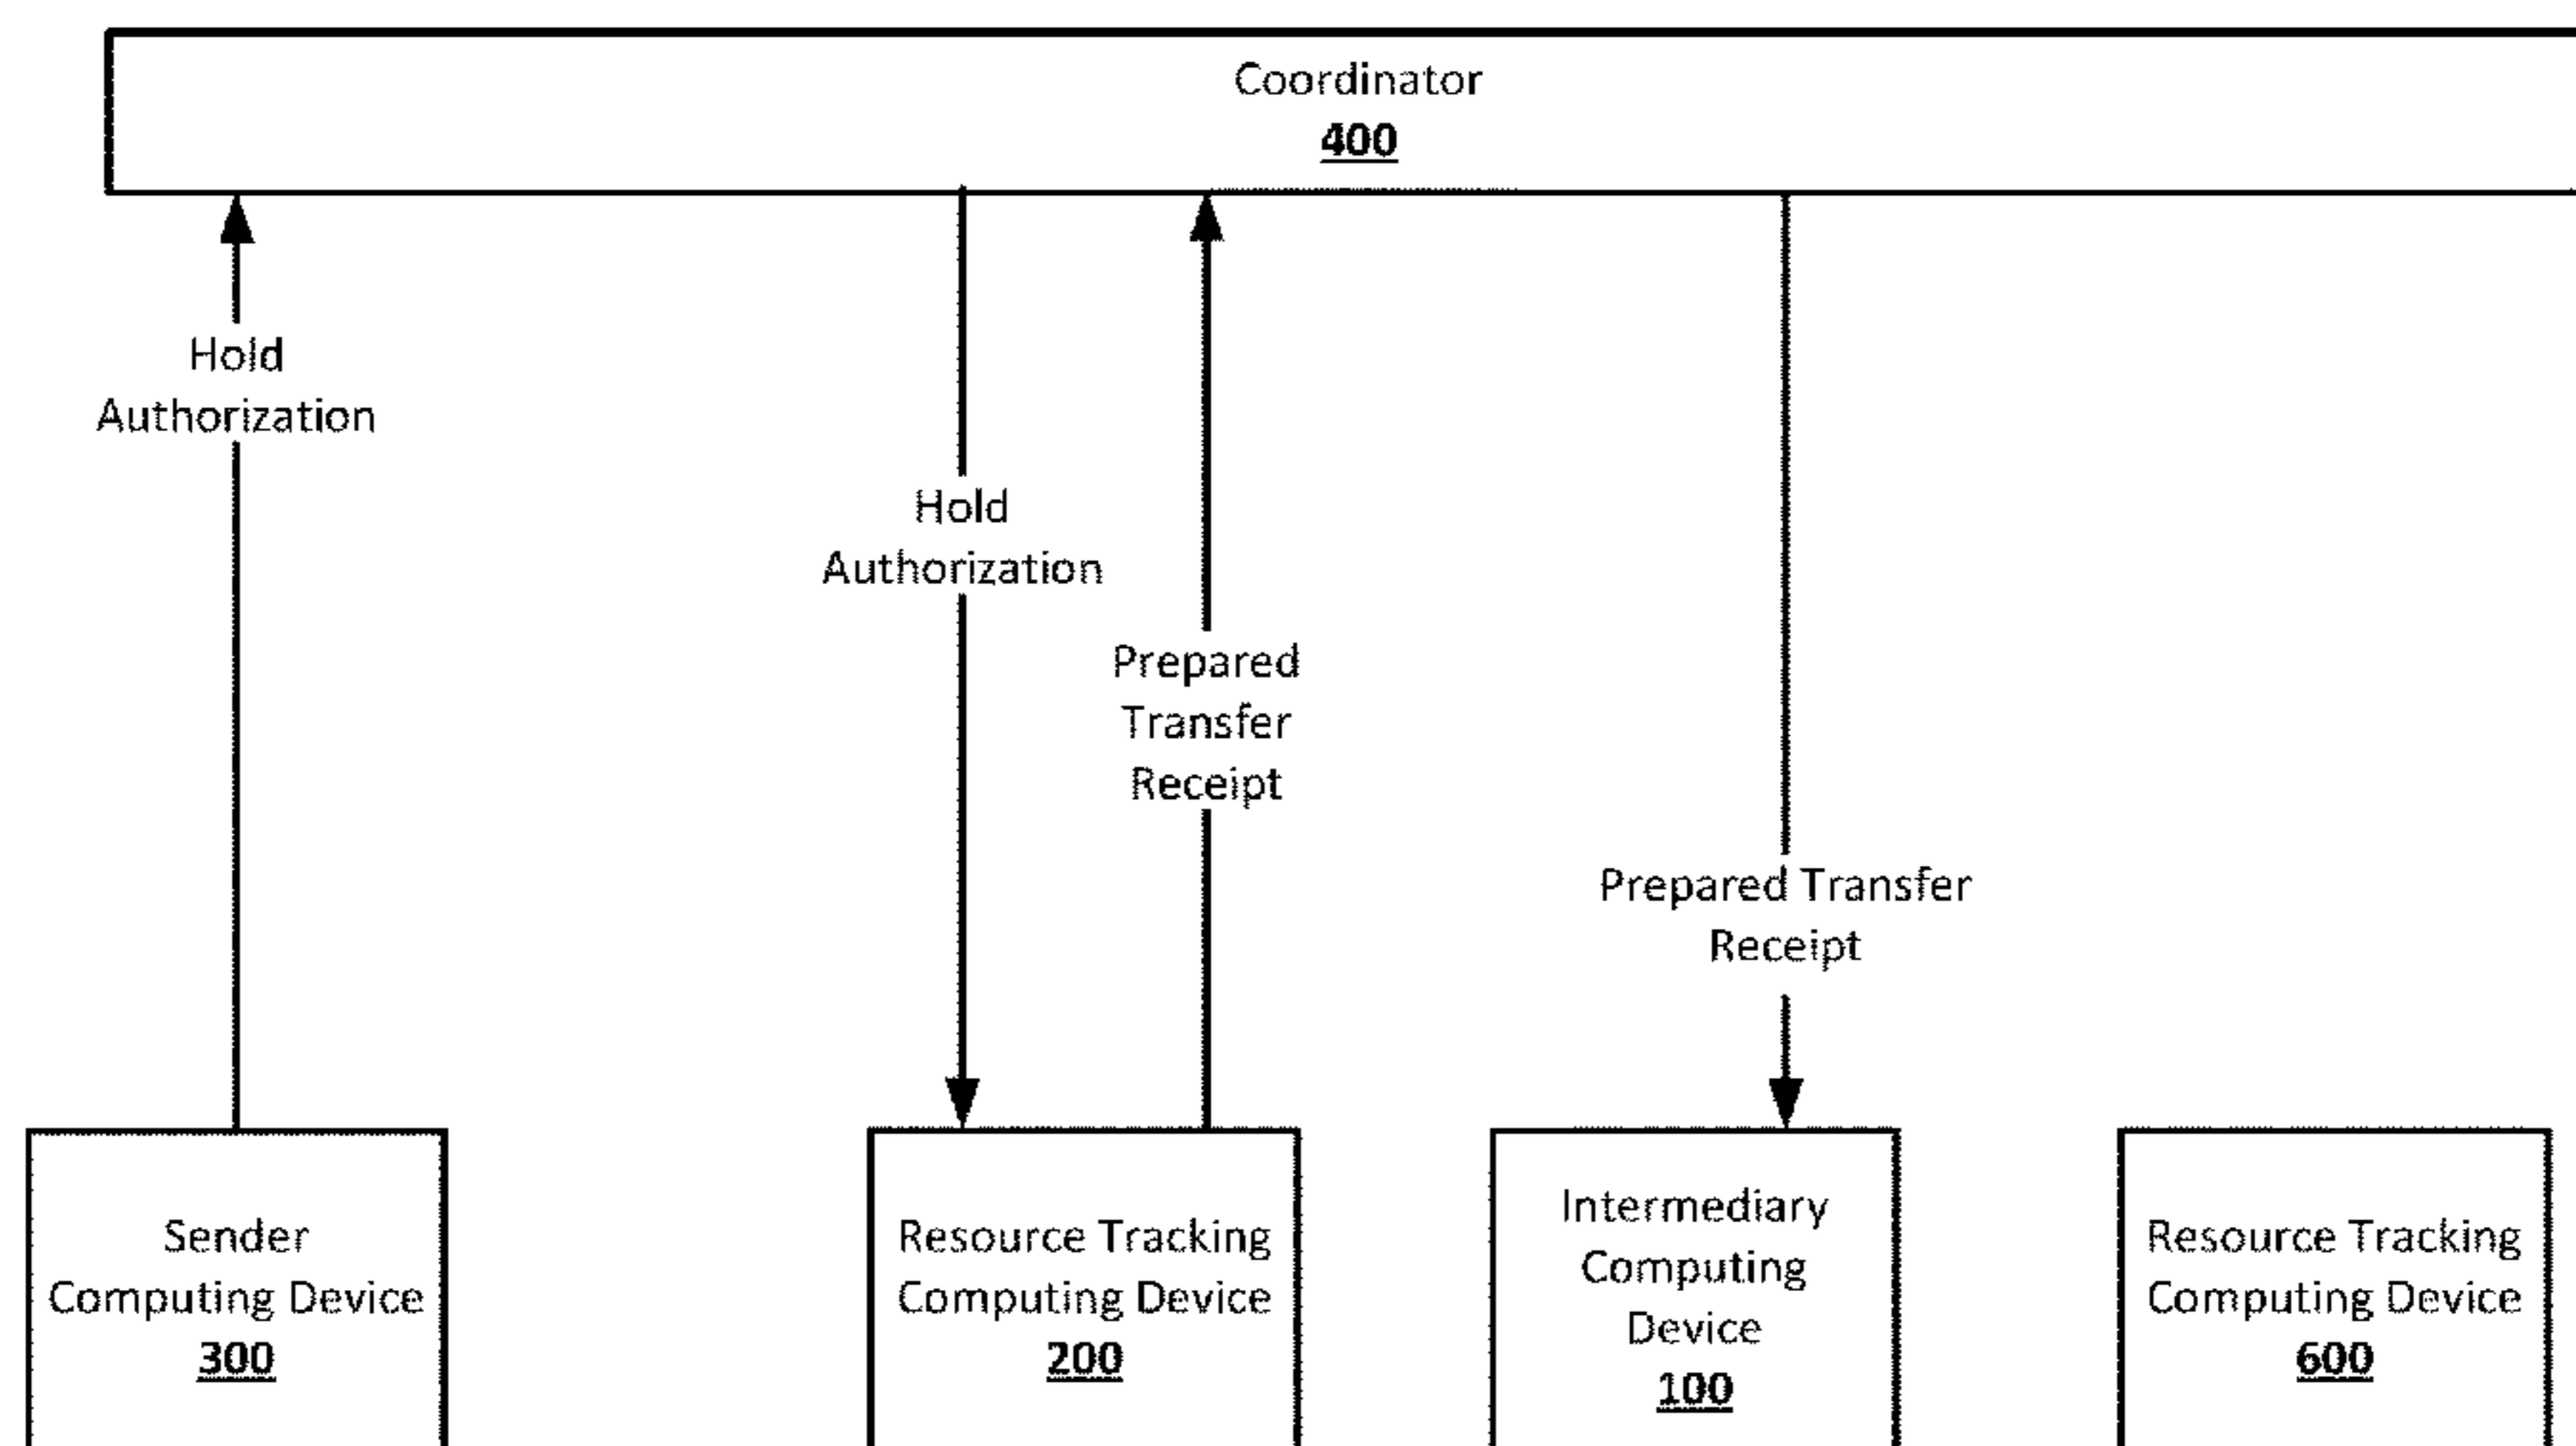 Coordinator
400
Hold
Authorization
Hold
Authorization
Prepared
Transfer
Receipt
Prepared Transfer
Receipt
Sender
Computing Device
300
Resource Tracking
Computing Device
200
Intermediary
Computing
Device
100
Resource Tracking
Computing Device
600